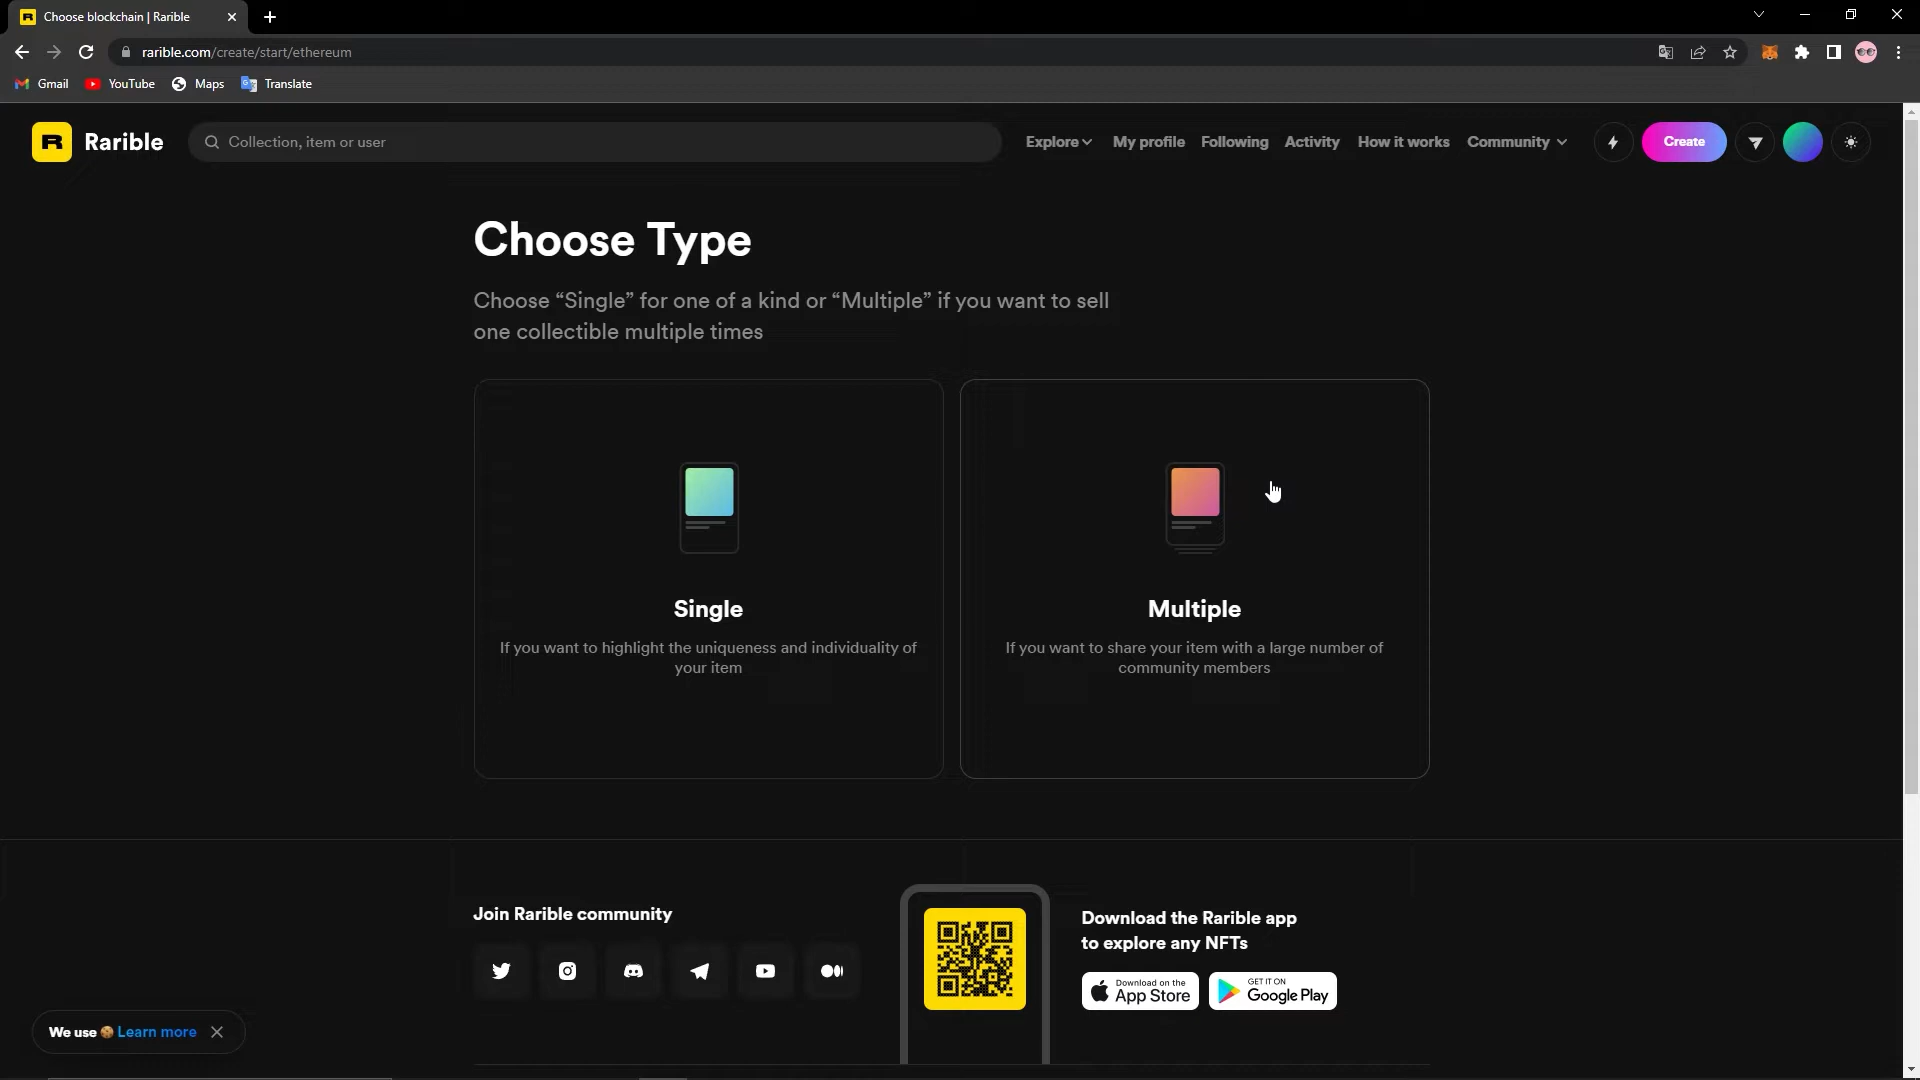 Choose blockchain | Rarible
rarible.com/create/start/ethereum
Gmail YouTube Maps Translate
R Rarible Collection, item or user Explore My profile Following Activity How it works Community Create
Choose Type
Choose “Single” for one of a kind or “Multiple” if you want to sell
one collectible multiple times
Single
If you want to highlight the uniqueness and individuality of
your item
Multiple
If you want to share your item with a large number of
community members
Join Rarible community
Download the Rarible app
to explore any NFTs
Download on the
App Store
GET IT ON
Google Play
We use 🍪 Learn more